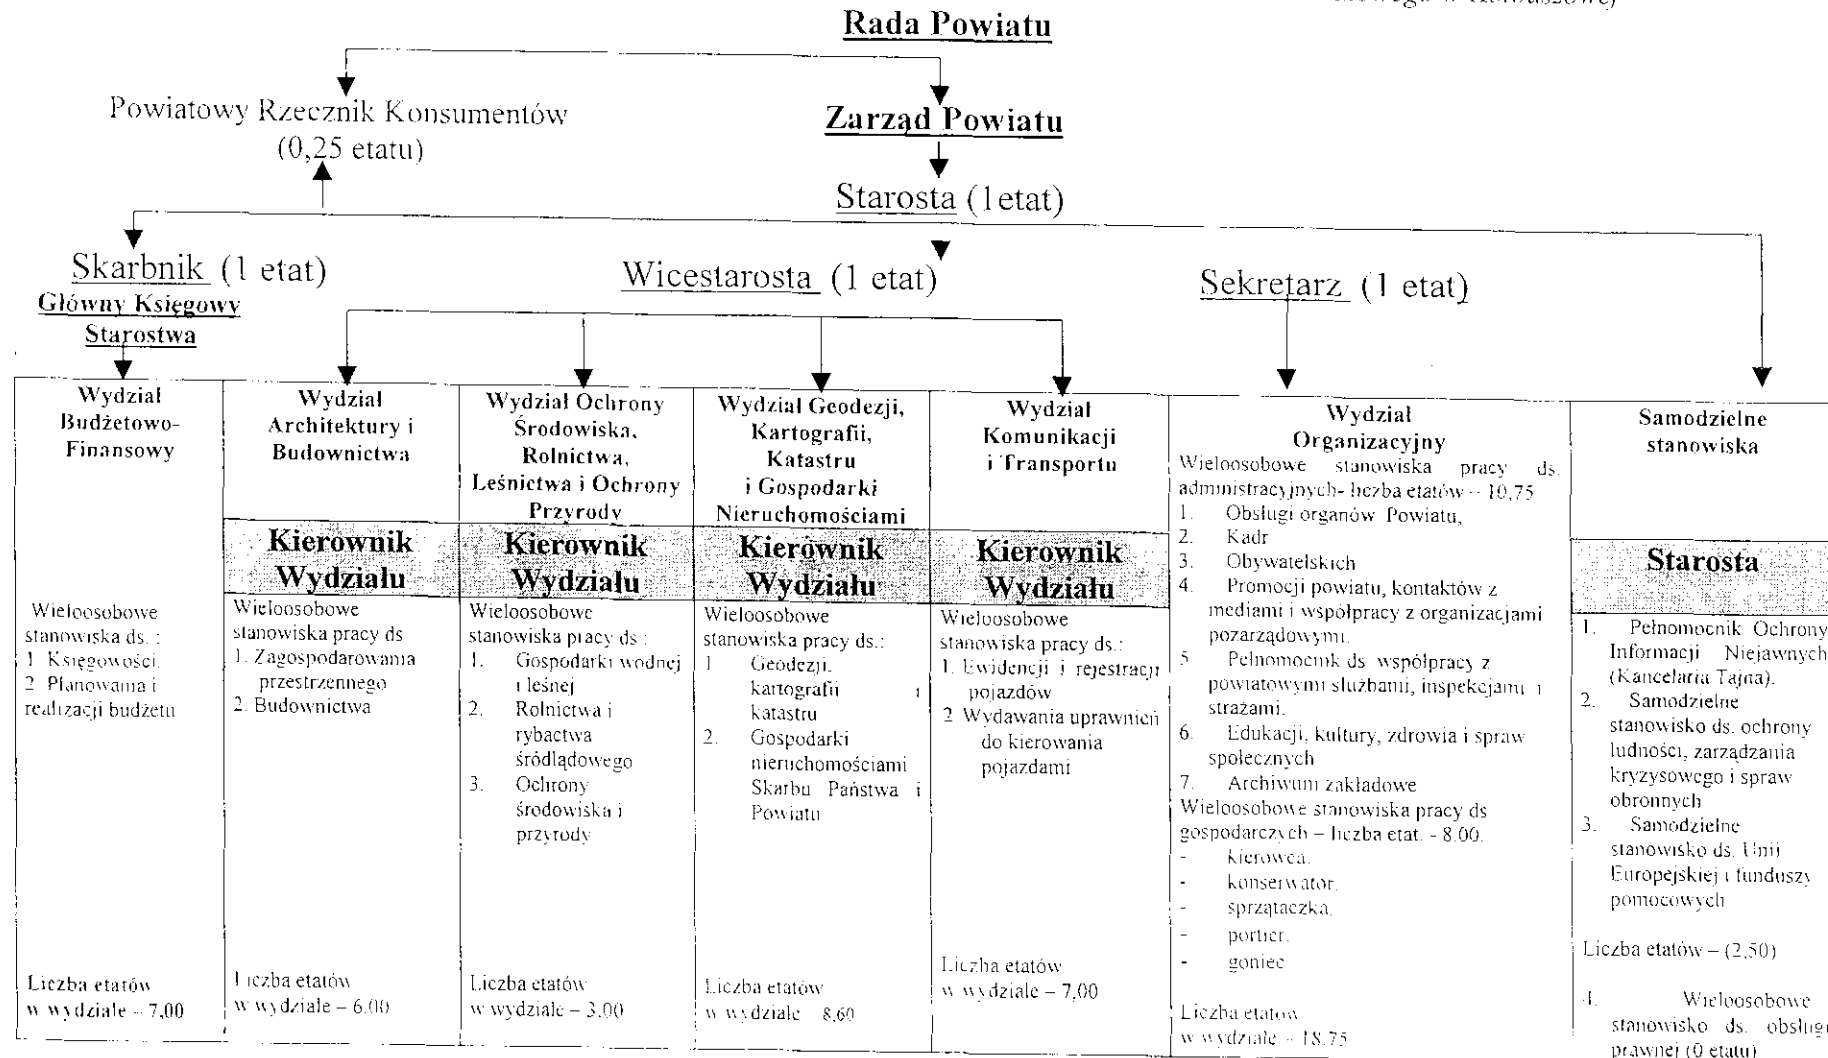 w Kolbuszowej
Rada Powiatu
Powiatowy Rzecznik Konsumentów
(0,25 etatu)
Zarząd Powiatu
Starosta (1etat)
Skarbnik (1 etat)
Główny Księgowy
Starostwa
Wicestarosta (1 etat)
Sekretarz (1 etat)
Wydział
Budżetowo-
Finansowy
Wieloosobowe
stanowiska ds. :
1 Księgowości.
2 Planowania i
realizacji budżetu
Liczba etatów
w wydziale – 7,00
Wydział
Architektury i
Budownictwa
Kierownik
Wydziału
Wieloosobowe
stanowiska pracy ds
1. Zagospodarowania
przestrzennego
2. Budownictwa
Liczba etatów
w wydziale – 6.00
Wydział Ochrony
Środowiska,
Rolnictwa,
Leśnictwa i Ochrony
Przyrody
Kierownik
Wydziału
Wieloosobowe
stanowiska pracy ds :
1. Gospodarki wodnej
i leśnej
2. Rolnictwa i
rybactwa
śródlądowego
3. Ochrony
środowiska i
przyrody
Liczba etatów
w wydziale – 3,00
Wydział Geodezji,
Kartografii,
Katastru
i Gospodarki
Nieruchomościami
Kierownik
Wydziału
Wieloosobowe
stanowiska pracy ds.:
1 Geodezji,
kartografii i
katastru
2. Gospodarki
nieruchomościami
Skarbu Państwa i
Powiatu
Liczba etatów
w wydziale – 8,60
Wydział
Komunikacji
i Transportu
Kierownik
Wydziału
Wieloosobowe
stanowiska pracy ds.:
1. Ewidencji i rejestracji
pojazdów
2 Wydawania uprawnień
do kierowania
pojazdami
Liczba etatów
w wydziale – 7,00
Wydział
Organizacyjny
Wieloosobowe stanowiska pracy ds.
administracyjnych- liczba etatów – 10,75
1. Obsługi organów Powiatu,
2. Kadr
3. Obywatelskich
4. Promocji powiatu, kontaktów z
mediami i współpracy z organizacjami
pozarządowymi.
5 Pełnomocnik ds współpracy z
powiatowymi służbami, inspekcjami i
strażami.
6. Edukacji, kultury, zdrowia i spraw
społecznych
7. Archiwum zakładowe
Wieloosobowe stanowiska pracy ds
gospodarczych – liczba etat. - 8.00.
- kierowca.
- konserwator.
- sprzątaczka.
- portier.
- goniec
Liczba etatów
w wydziale – 18.75
Samodzielne
stanowiska
Starosta
1. Pełnomocnik Ochrony
Informacji Niejawnych
(Kancelaria Tajna).
2. Samodzielne
stanowisko ds. ochrony
ludności, zarządzania
kryzysowego i spraw
obronnych
3. Samodzielne
stanowisko ds. Unii
Europejskiej i funduszy
pomocowych
Liczba etatów – (2,50)
4. Wieloosobowe
stanowisko ds. obsługi
prawnej (0 etatu)